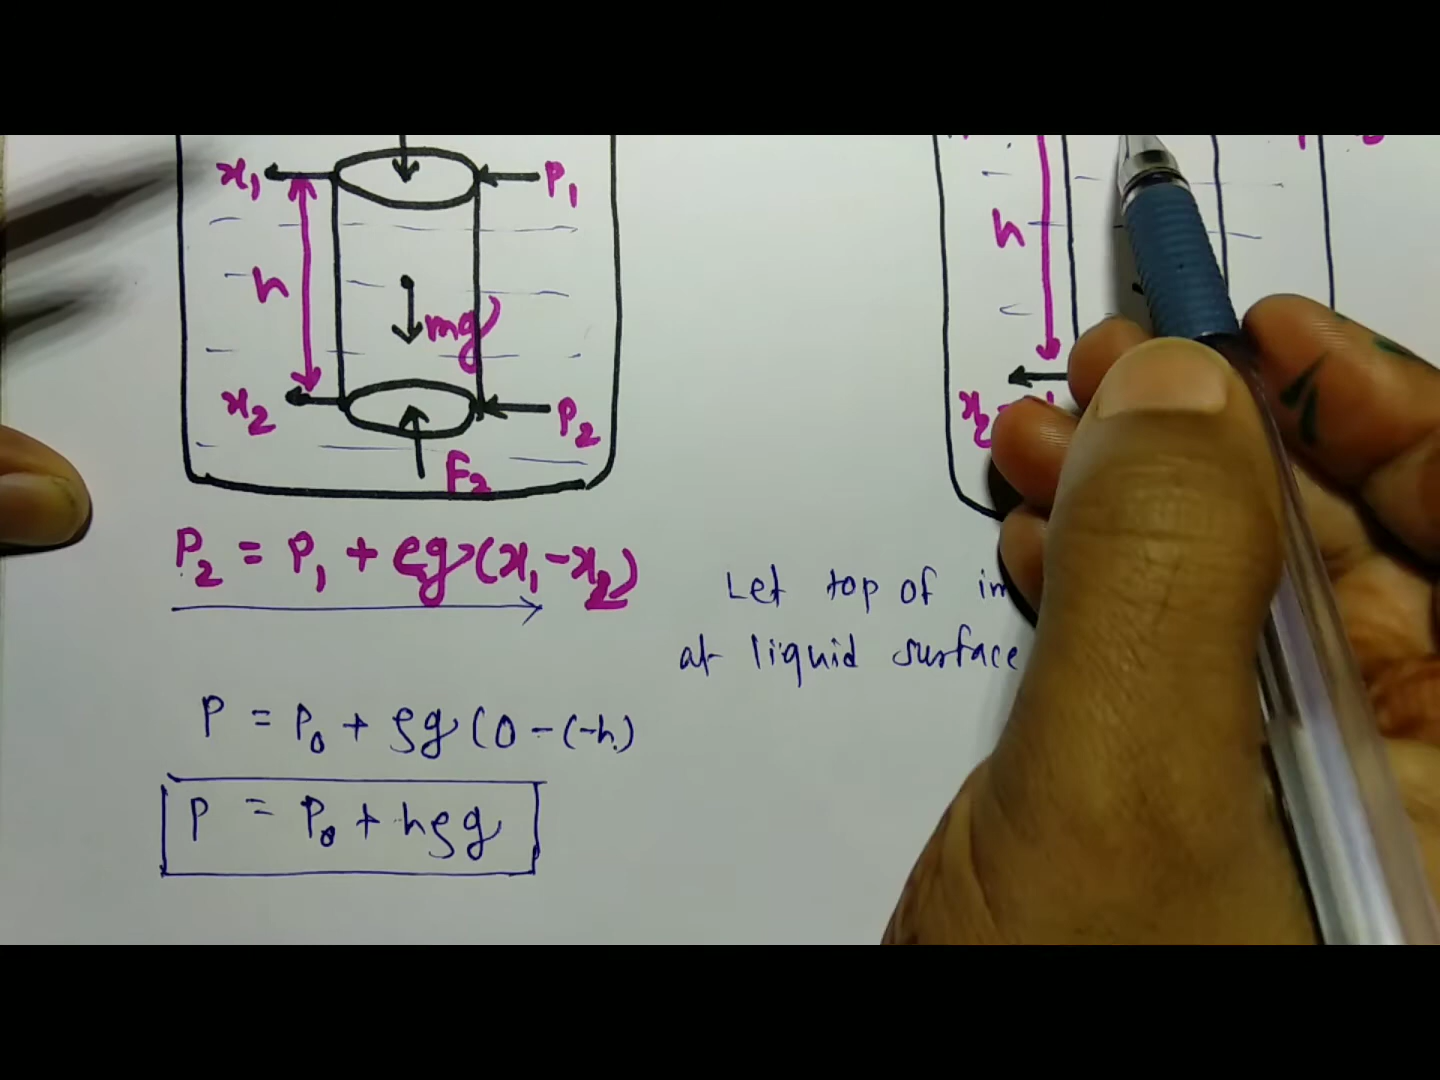 x₁ P₁
h
h
mg
x₂ P₂
x₂
F₂
P₂ = P₁ + ρg(x₁-x₂)
Let top of
at liquid surface
P = P₀ + ρg(0-(-h)
P = P₀ + hρg